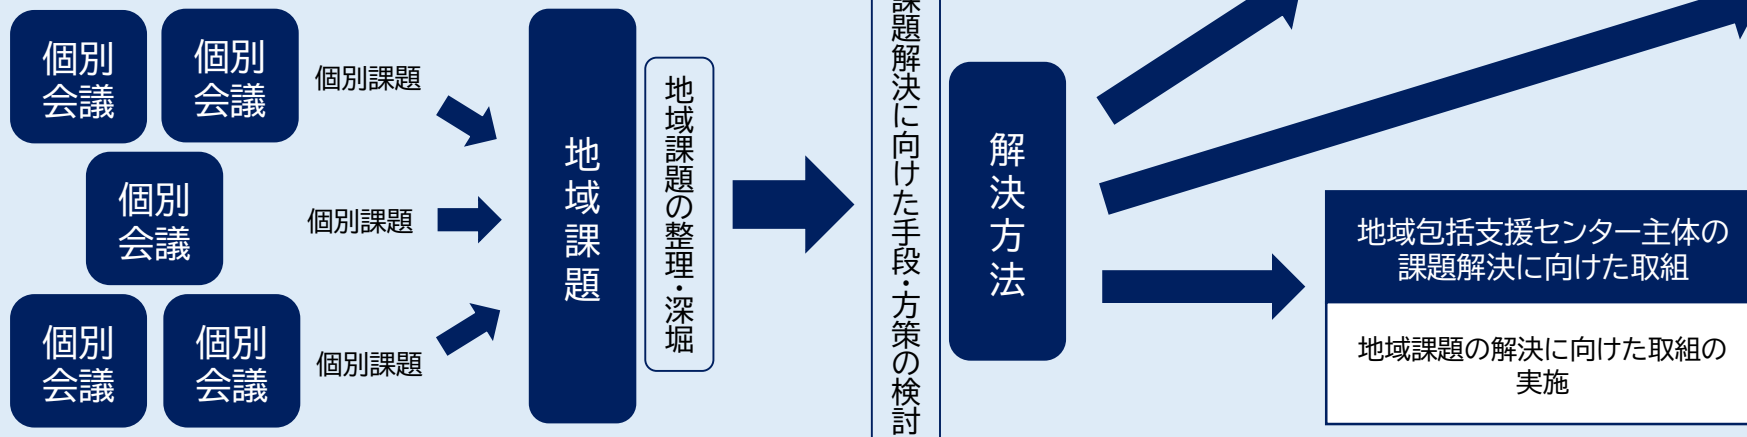 個別
会議
個別
会議
個別
会議
個別
会議
個別
会議
個別課題
個別課題
個別課題
地域課題
地域課題の整理・深堀
課題解決に向けた手段・方策の検討
解決方法
地域包括支援センター主体の
課題解決に向けた取組
地域課題の解決に向けた取組の
実施